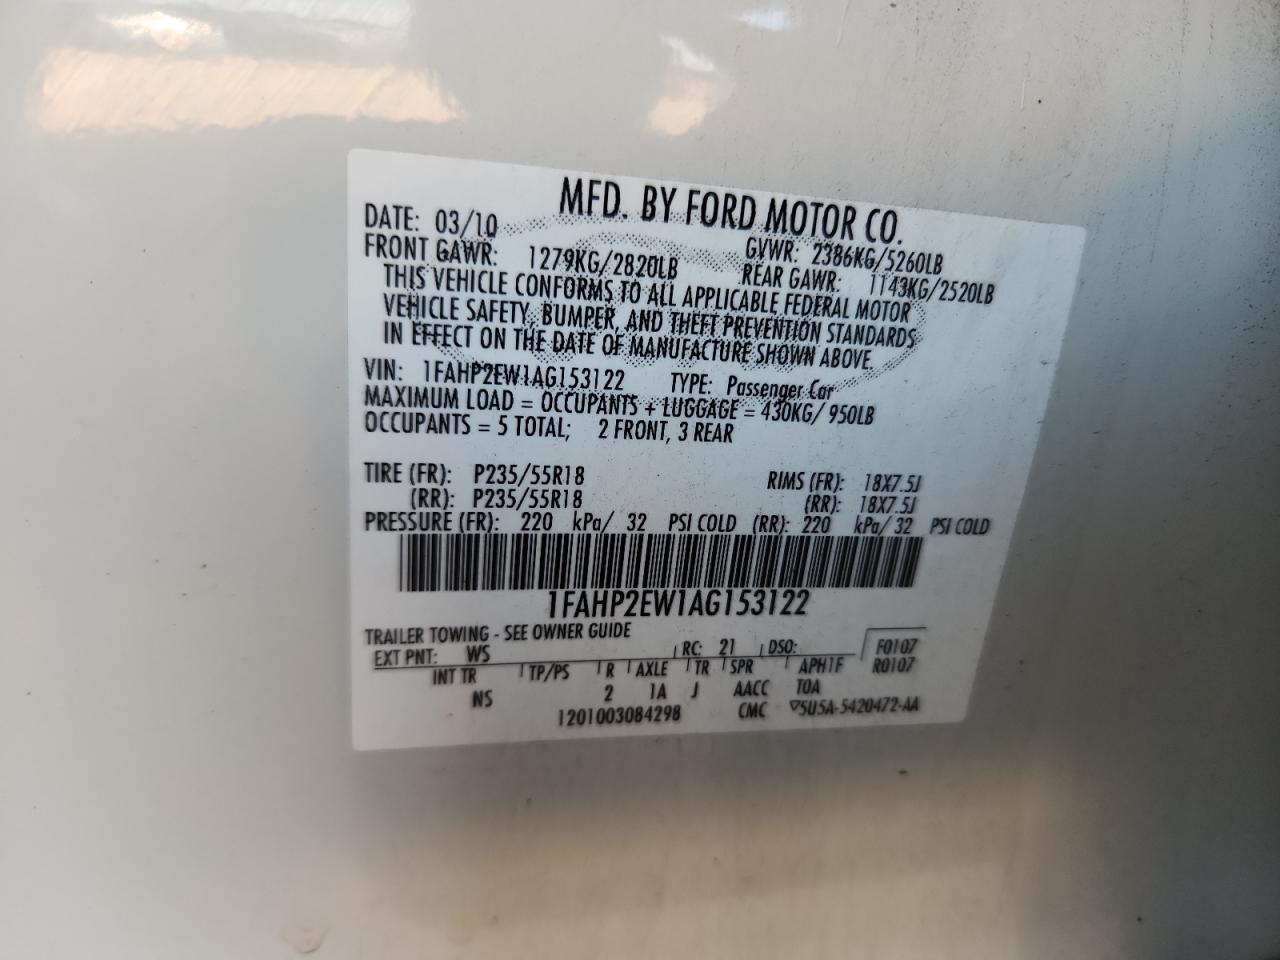 MFD. BY FORD MOTOR CO.
DATE: 03/10 GVWR: 2386KG/5260LB
FRONT GAWR: 1279KG/2820LB REAR GAWR: 1143KG/2520LB
THIS VEHICLE CONFORMS TO ALL APPLICABLE FEDERAL MOTOR
VEHICLE SAFETY, BUMPER, AND THEFT PREVENTION STANDARDS
IN EFFECT ON THE DATE OF MANUFACTURE SHOWN ABOVE.
VIN: 1FAHP2EW1AG153122 TYPE: Passenger Car
MAXIMUM LOAD = OCCUPANTS + LUGGAGE = 430KG/ 950LB
OCCUPANTS = 5 TOTAL; 2 FRONT, 3 REAR
TIRE (FR): P235/55R18 RIMS (FR): 18X7.5J
(RR): P235/55R18 (RR): 18X7.5J
PRESSURE (FR): 220 kPa/ 32 PSI COLD (RR): 220 kPa/ 32 PSI COLD
1FAHP2EW1AG153122
TRAILER TOWING - SEE OWNER GUIDE
EXT PNT: WS RC: 21 DSO: F0107
INT TR TP/PS R AXLE TR SPR APH1F R0107
NS 2 1A J AACC TOA
1201003084298 CMC ▽5U5A-5420472-AA